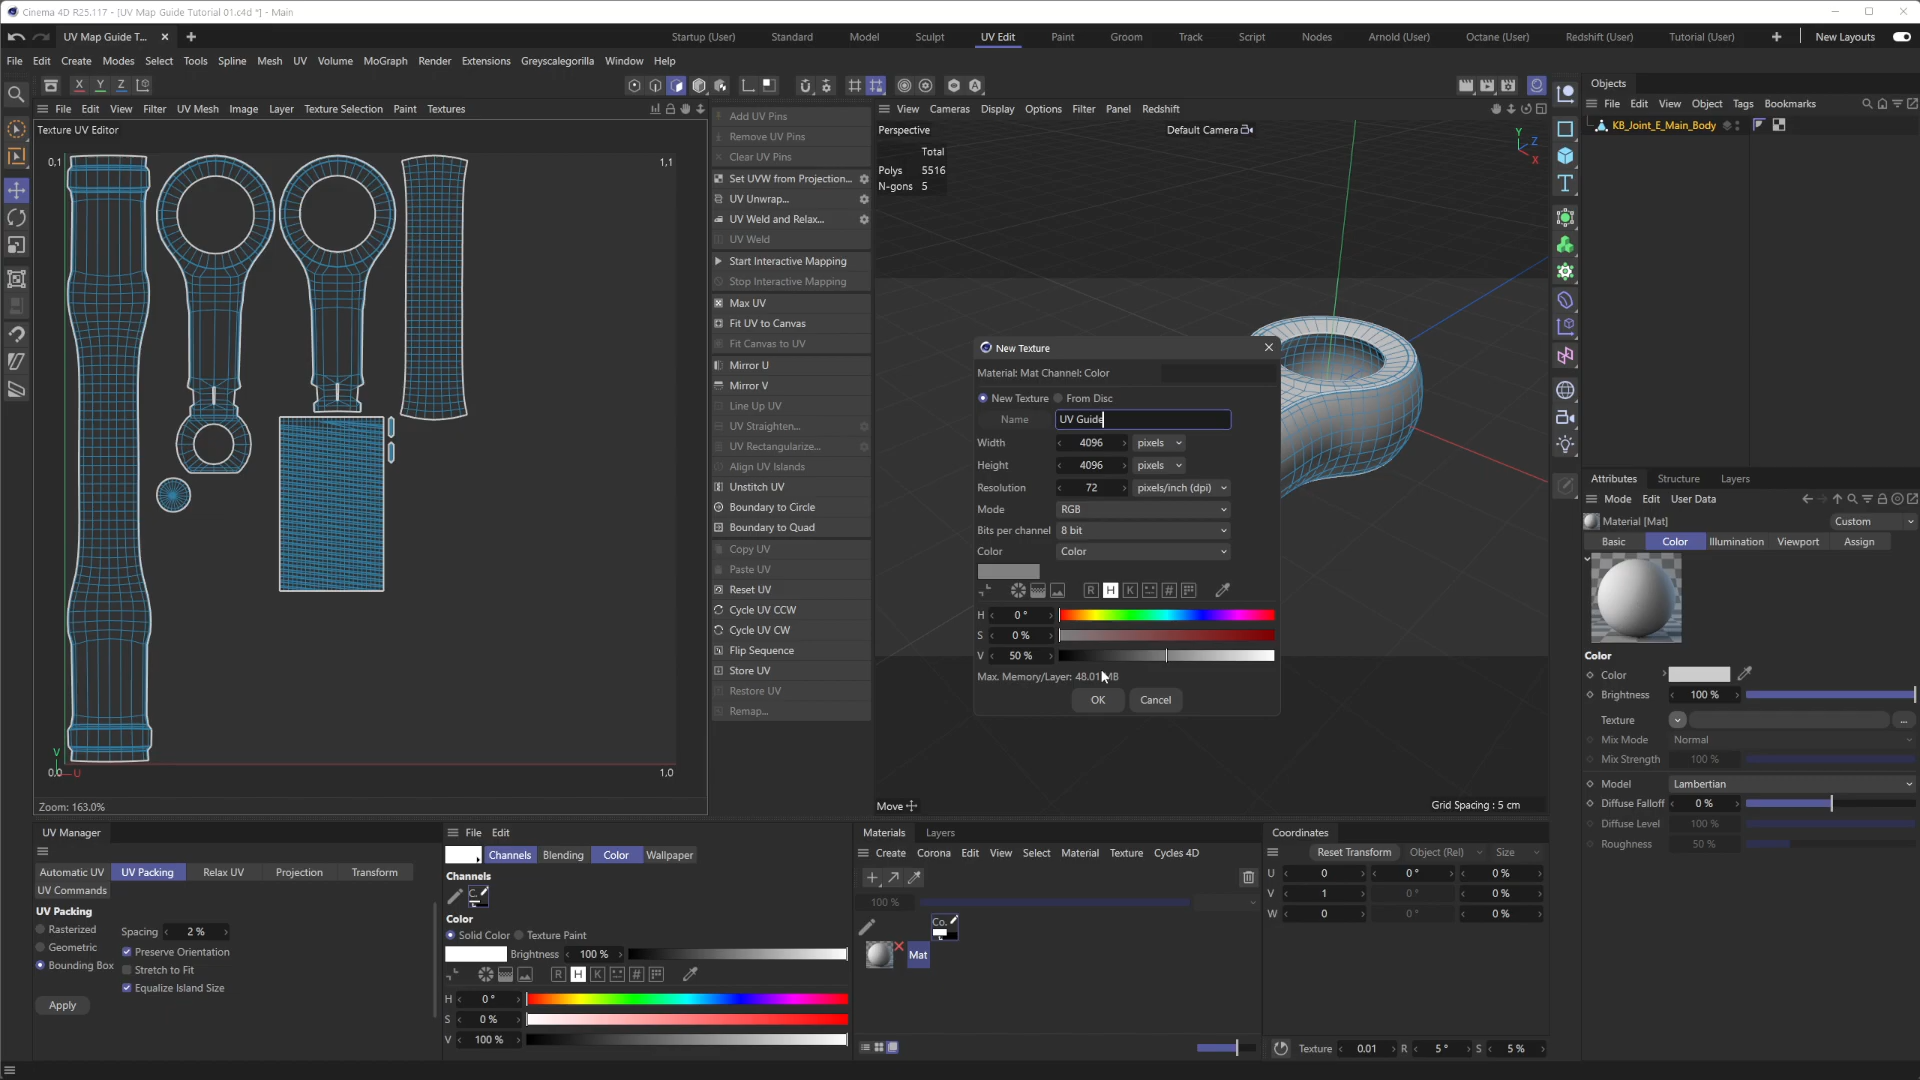 Cinema 4D R25.117 - [UV Map Guide Tutorial 01.c4d *] - Main
UV Map Guide T...
Startup (User)
Standard
Model
Sculpt
UV Edit
Paint
Groom
Track
Script
Nodes
Arnold (User)
Octane (User)
Redshift (User)
Tutorial (User)
New Layouts
File Edit Create Modes Select Tools Spline Mesh UV Volume MoGraph Render Extensions Greyscalegorilla Window Help
X Y Z
File Edit View Filter UV Mesh Image Layer Texture Selection Paint Textures
Texture UV Editor
0,1
1,1
0,0
1,0
V
U
Zoom: 163.0%
Add UV Pins
Remove UV Pins
Clear UV Pins
Set UVW from Projection...
UV Unwrap...
UV Weld and Relax...
UV Weld
Start Interactive Mapping
Stop Interactive Mapping
Max UV
Fit UV to Canvas
Fit Canvas to UV
Mirror U
Mirror V
Line Up UV
UV Straighten...
UV Rectangularize...
Align UV Islands
Unstitch UV
Boundary to Circle
Boundary to Quad
Copy UV
Paste UV
Reset UV
Cycle UV CCW
Cycle UV CW
Flip Sequence
Store UV
Restore UV
Remap...
View Cameras Display Options Filter Panel Redshift
Perspective
Default Camera
Total
Polys 5516
N-gons 5
Y
Z
X
New Texture
Material: Mat Channel: Color
New Texture From Disc
Name UV Guide
Width 4096 pixels
Height 4096 pixels
Resolution 72 pixels/inch (dpi)
Mode RGB
Bits per channel 8 bit
Color Color
R H K #
H 0 °
S 0 %
V 50 %
Max. Memory/Layer: 48.01 MB
OK Cancel
Move
Grid Spacing : 5 cm
Objects
File Edit View Object Tags Bookmarks
KB_Joint_E_Main_Body
Attributes Structure Layers
Mode Edit User Data
Material [Mat]
Custom
Basic Color Illumination Viewport Assign
Color
Color
Brightness 100 %
Texture ...
Mix Mode Normal
Mix Strength 100 %
Model Lambertian
Diffuse Falloff 0 %
Diffuse Level 100 %
Roughness 50 %
UV Manager
Automatic UV UV Packing Relax UV Projection Transform
UV Commands
UV Packing
Rasterized
Geometric
Bounding Box
Spacing 2 %
Preserve Orientation
Stretch to Fit
Equalize Island Size
Apply
File Edit
Channels Blending Color Wallpaper
Channels
C.
Color
Solid Color Texture Paint
Brightness 100 %
R H K #
H 0 °
S 0 %
V 100 %
Materials Layers
Create Corona Edit View Select Material Texture Cycles 4D
100 %
Co.
Mat
Coordinates
Reset Transform Object (Rel) Size
U 0 0 ° 0 %
V 1 0 ° 0 %
W 0 0 ° 0 %
Texture 0.01 R 5 ° S 5 %